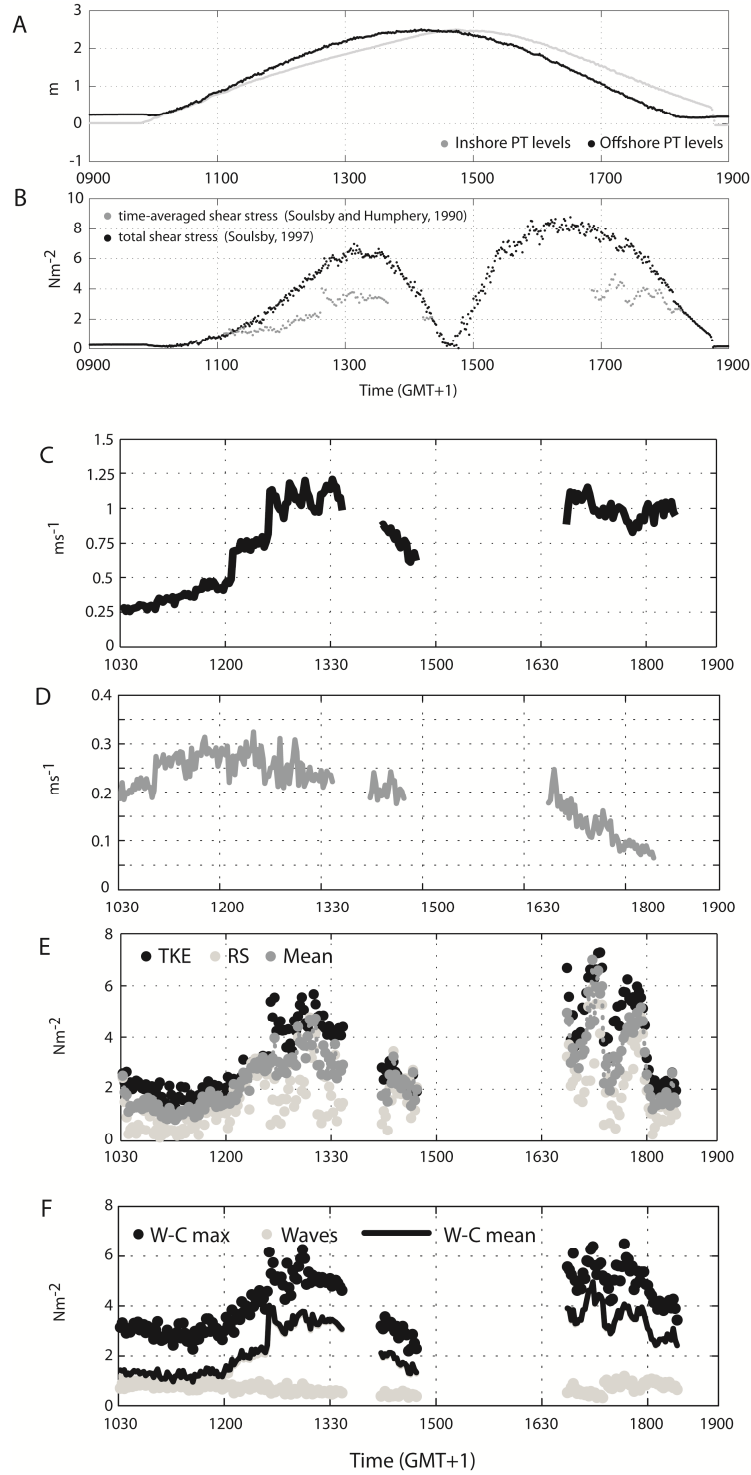 A
3
2
1
0
-1
m
Inshore PT levels
Offshore PT levels
0900 1100 1300 1500 1700 1900
B
10
8
6
4
2
0
Nm-2
time-averaged shear stress (Soulsby and Humphery, 1990)
total shear stress (Soulsby, 1997)
0900 1100 1300 1500 1700 1900
Time (GMT+1)
C
1.5
1.25
1
0.75
0.5
0.25
0
ms-1
1030 1200 1330 1500 1630 1800 1900
D
0.4
0.3
0.2
0.1
0
ms-1
1030 1200 1330 1500 1630 1800 1900
E
8
6
4
2
0
Nm-2
TKE RS Mean
1030 1200 1330 1500 1630 1800 1900
F
8
6
4
2
0
Nm-2
W-C max Waves W-C mean
1030 1200 1330 1500 1630 1800 1900
Time (GMT+1)